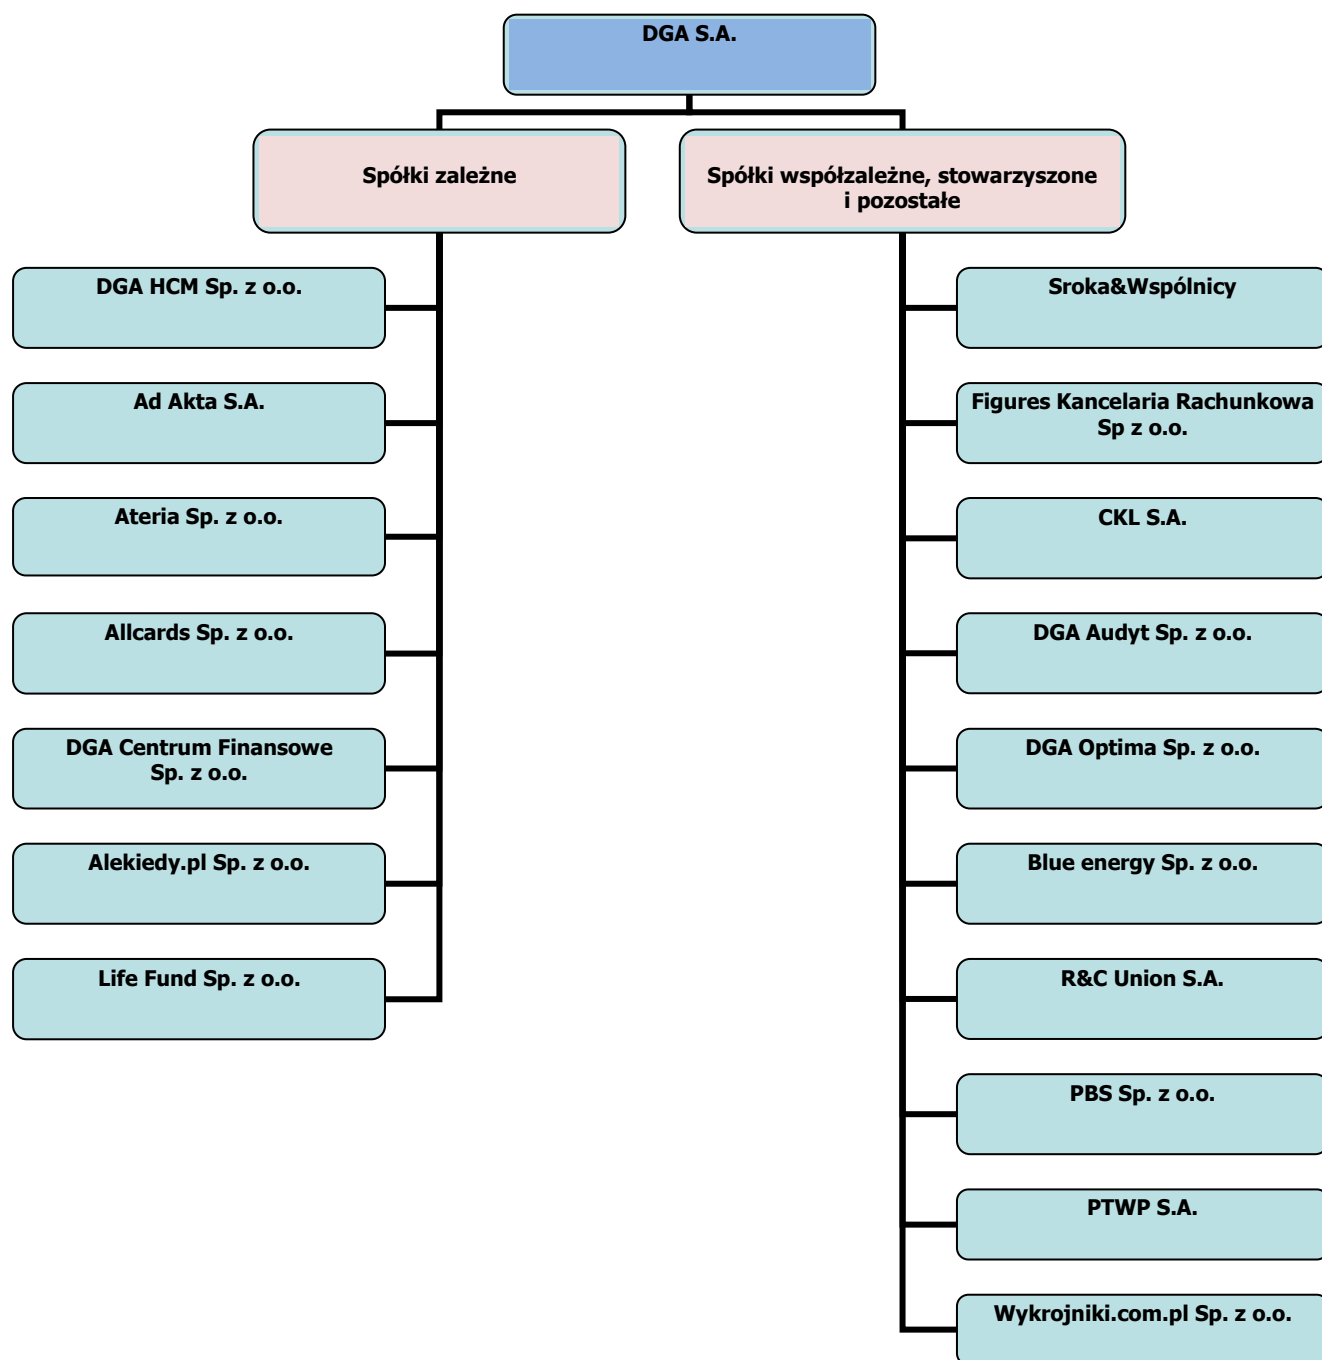 DGA S.A.
Spółki zależne
Spółki współzależne, stowarzyszone
i pozostałe
DGA HCM Sp. z o.o.
Ad Akta S.A.
Ateria Sp. z o.o.
Allcards Sp. z o.o.
DGA Centrum Finansowe
Sp. z o.o.
Alekiedy.pl Sp. z o.o.
Life Fund Sp. z o.o.
Sroka&Wspólnicy
Figures Kancelaria Rachunkowa
Sp z o.o.
CKL S.A.
DGA Audyt Sp. z o.o.
DGA Optima Sp. z o.o.
Blue energy Sp. z o.o.
R&C Union S.A.
PBS Sp. z o.o.
PTWP S.A.
Wykrojniki.com.pl Sp. z o.o.